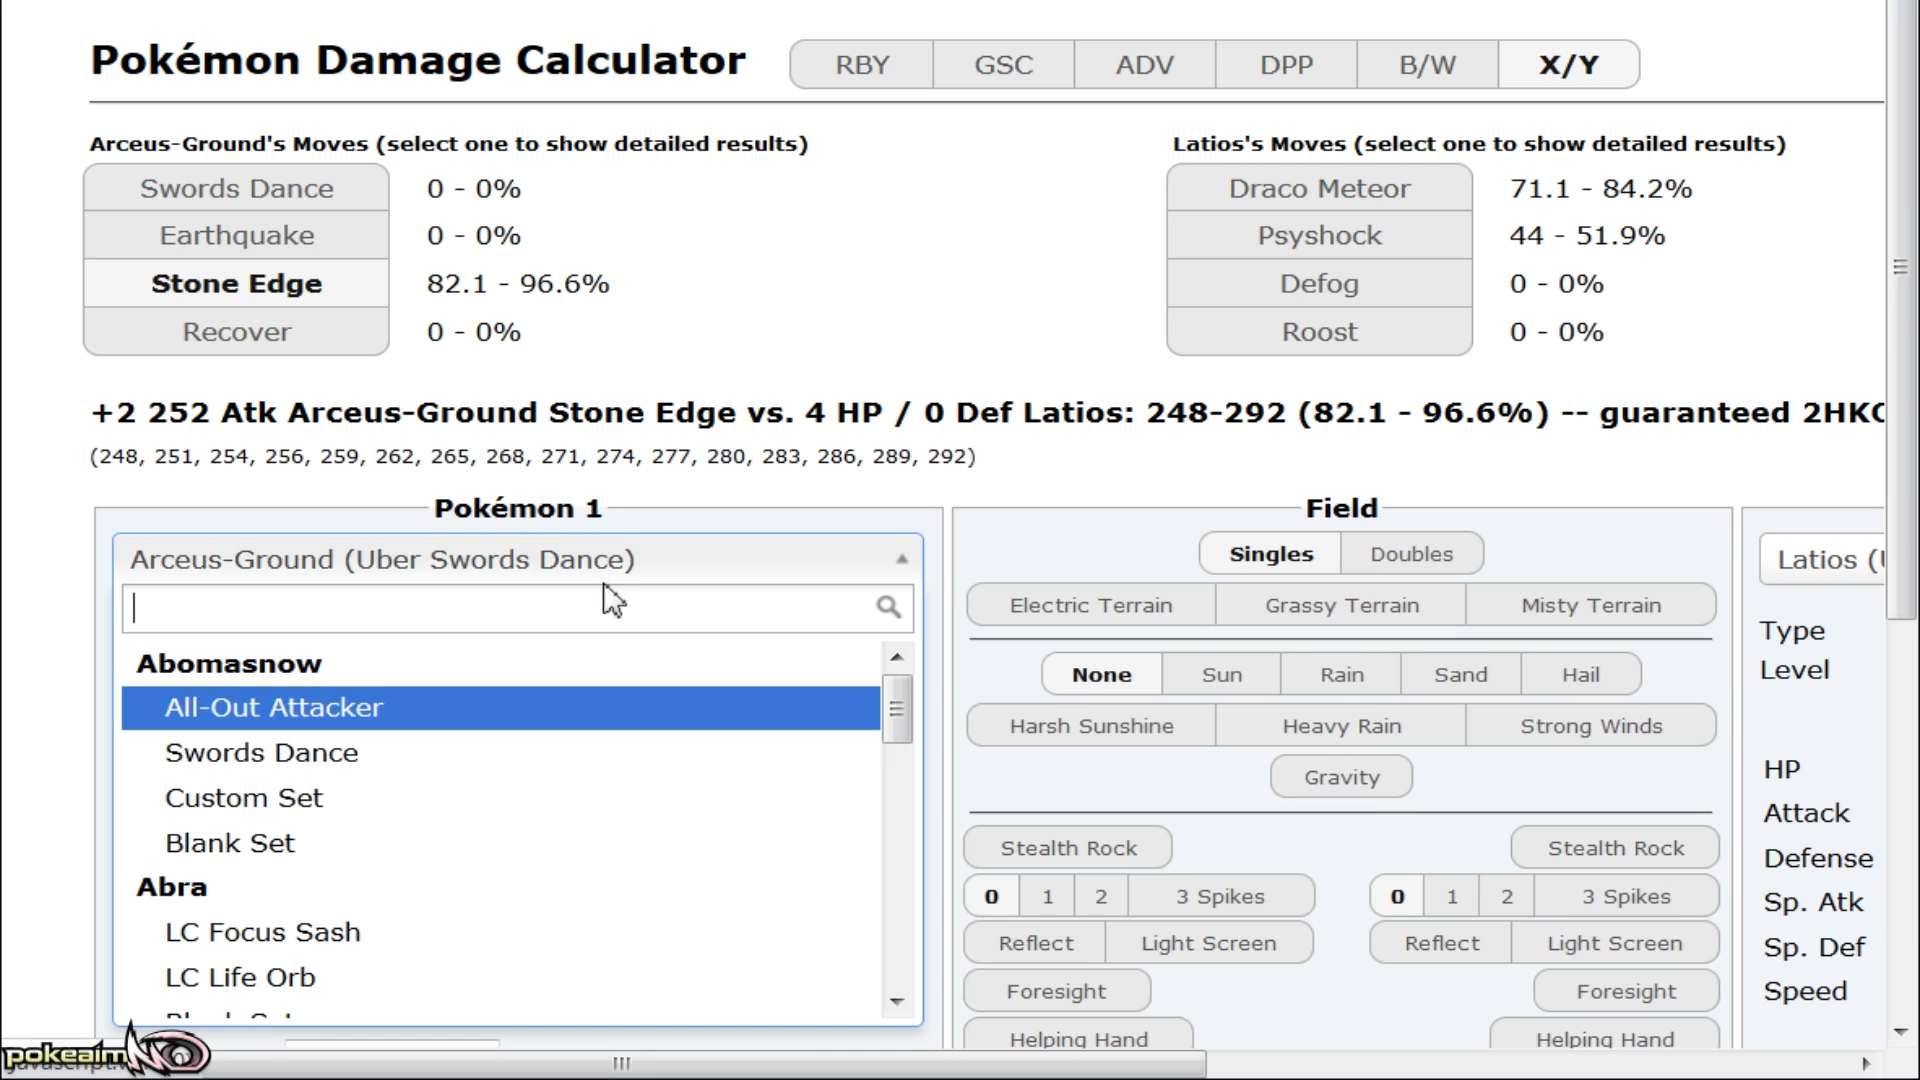 Pokémon Damage Calculator
RBY GSC ADV DPP B/W X/Y
Arceus-Ground's Moves (select one to show detailed results)
Latios's Moves (select one to show detailed results)
Swords Dance 0 - 0%
Draco Meteor 71.1 - 84.2%
Earthquake 0 - 0%
Psyshock 44 - 51.9%
Stone Edge 82.1 - 96.6%
Defog 0 - 0%
Recover 0 - 0%
Roost 0 - 0%
+2 252 Atk Arceus-Ground Stone Edge vs. 4 HP / 0 Def Latios: 248-292 (82.1 - 96.6%) -- guaranteed 2HKO
(248, 251, 254, 256, 259, 262, 265, 268, 271, 274, 277, 280, 283, 286, 289, 292)
Pokémon 1
Arceus-Ground (Uber Swords Dance)
Abomasnow
All-Out Attacker
Swords Dance
Custom Set
Blank Set
Abra
LC Focus Sash
LC Life Orb
Field
Singles Doubles
Electric Terrain Grassy Terrain Misty Terrain
None Sun Rain Sand Hail
Harsh Sunshine Heavy Rain Strong Winds
Gravity
Stealth Rock Stealth Rock
0 1 2 3 Spikes 0 1 2 3 Spikes
Reflect Light Screen Reflect Light Screen
Foresight Foresight
Helping Hand Helping Hand
Latios (
Type
Level
HP
Attack
Defense
Sp. Atk
Sp. Def
Speed
pokeaim